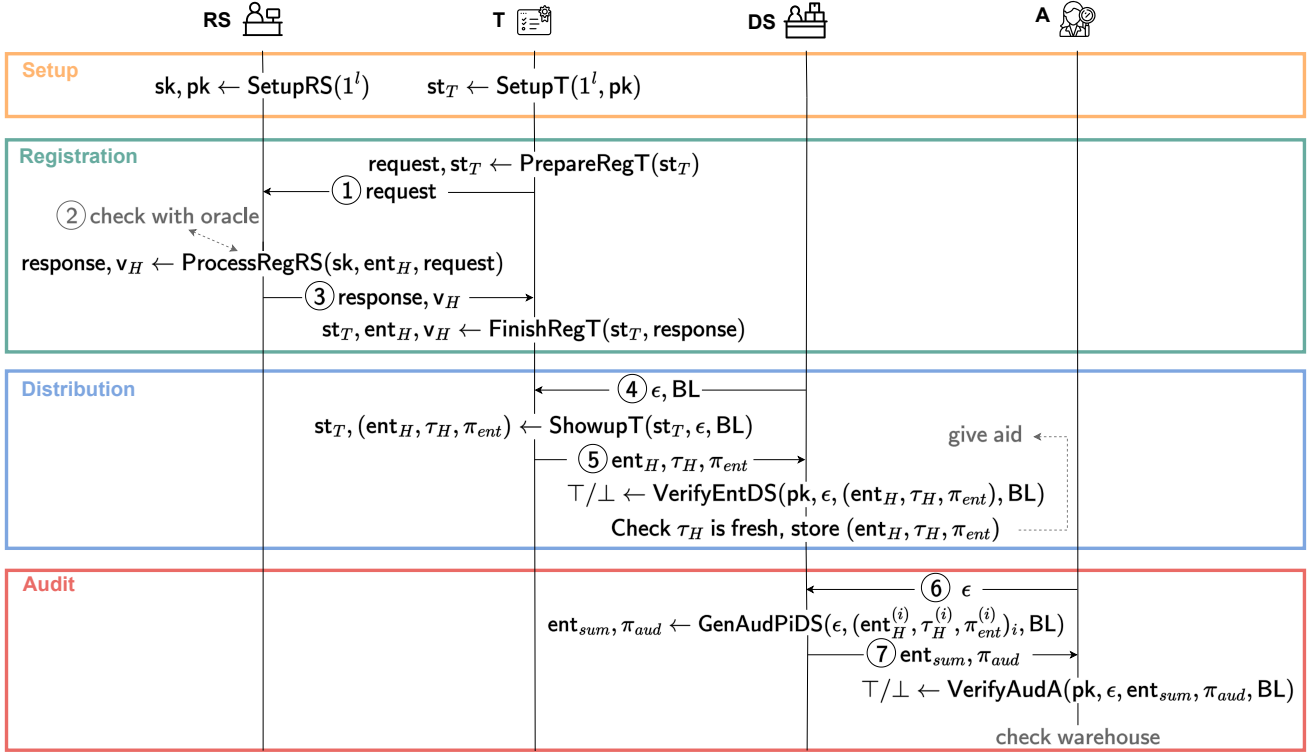 RS T DS A
Setup
sk, pk ← SetupRS(1^l) st_T ← SetupT(1^l, pk)
Registration
request, st_T ← PrepareRegT(st_T)
① request
② check with oracle
response, v_H ← ProcessRegRS(sk, ent_H, request)
③ response, v_H
st_T, ent_H, v_H ← FinishRegT(st_T, response)
Distribution
④ ϵ, BL
st_T, (ent_H, τ_H, π_ent) ← ShowupT(st_T, ϵ, BL)
give aid
⑤ ent_H, τ_H, π_ent
⊤/⊥ ← VerifyEntDS(pk, ϵ, (ent_H, τ_H, π_ent), BL)
Check τ_H is fresh, store (ent_H, τ_H, π_ent)
Audit
⑥ ϵ
ent_sum, π_aud ← GenAudPiDS(ϵ, (ent_H^(i), τ_H^(i), π_ent^(i))_i, BL)
⑦ ent_sum, π_aud
⊤/⊥ ← VerifyAudA(pk, ϵ, ent_sum, π_aud, BL)
check warehouse